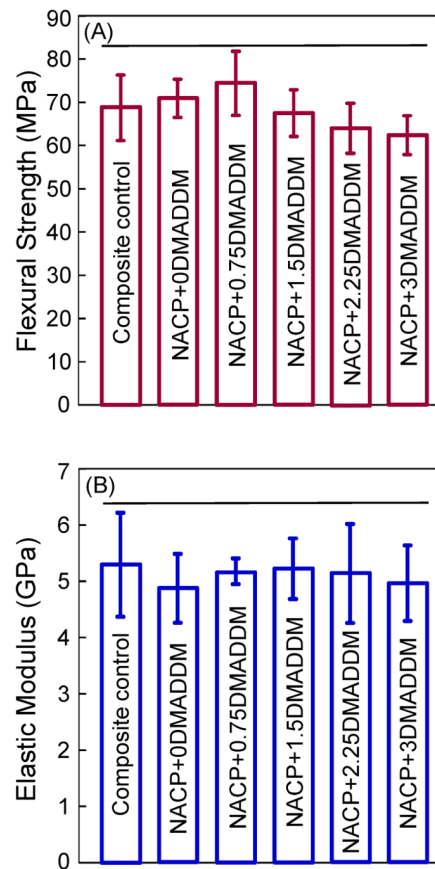 (A)
Flexural Strength (MPa)
90
80
70
60
50
40
30
20
10
0
Composite control
NACP+0DMADDM
NACP+0.75DMADDM
NACP+1.5DMADDM
NACP+2.25DMADDM
NACP+3DMADDM
(B)
Elastic Modulus (GPa)
7
6
5
4
3
2
1
0
Composite control
NACP+0DMADDM
NACP+0.75DMADDM
NACP+1.5DMADDM
NACP+2.25DMADDM
NACP+3DMADDM